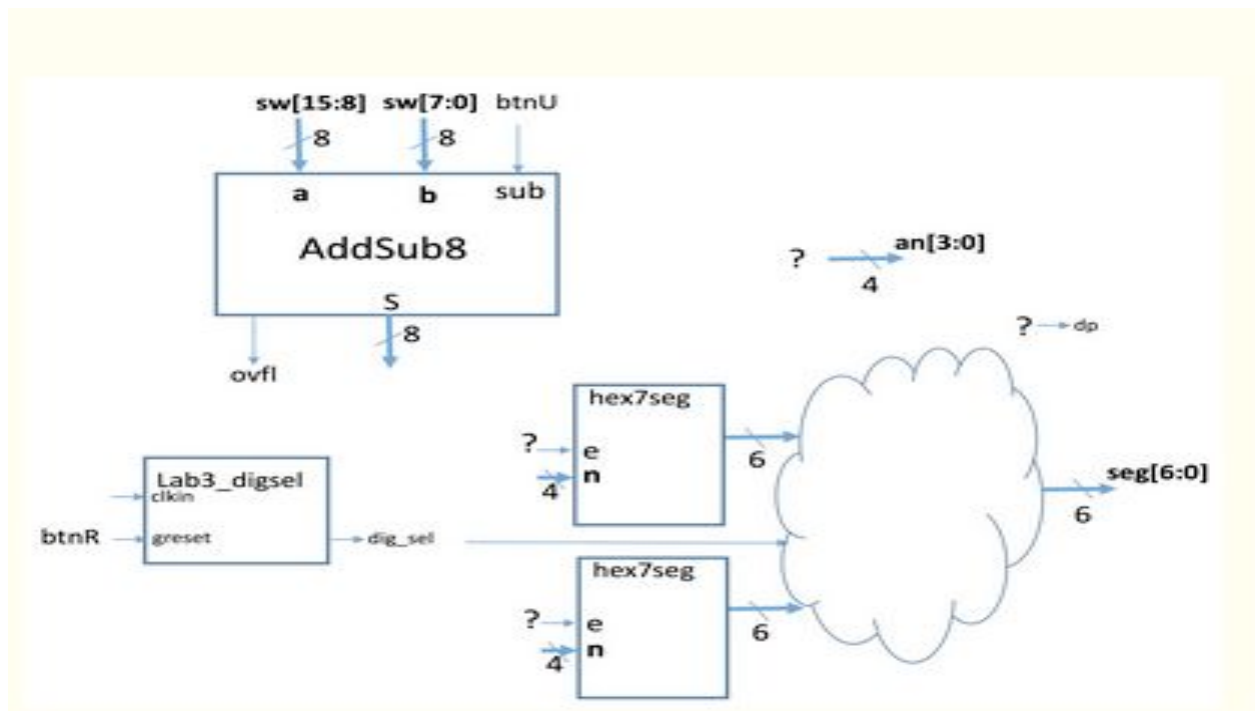 sw[15:8] sw[7:0] btnU
8 8
a b sub
AddSub8
S
8
ovfl
? an[3:0]
4
? dp
hex7seg
? e
n
4
6
Lab3_digsel
clkin
btnR greset dig_sel
seg[6:0]
6
hex7seg
? e
n
4
6